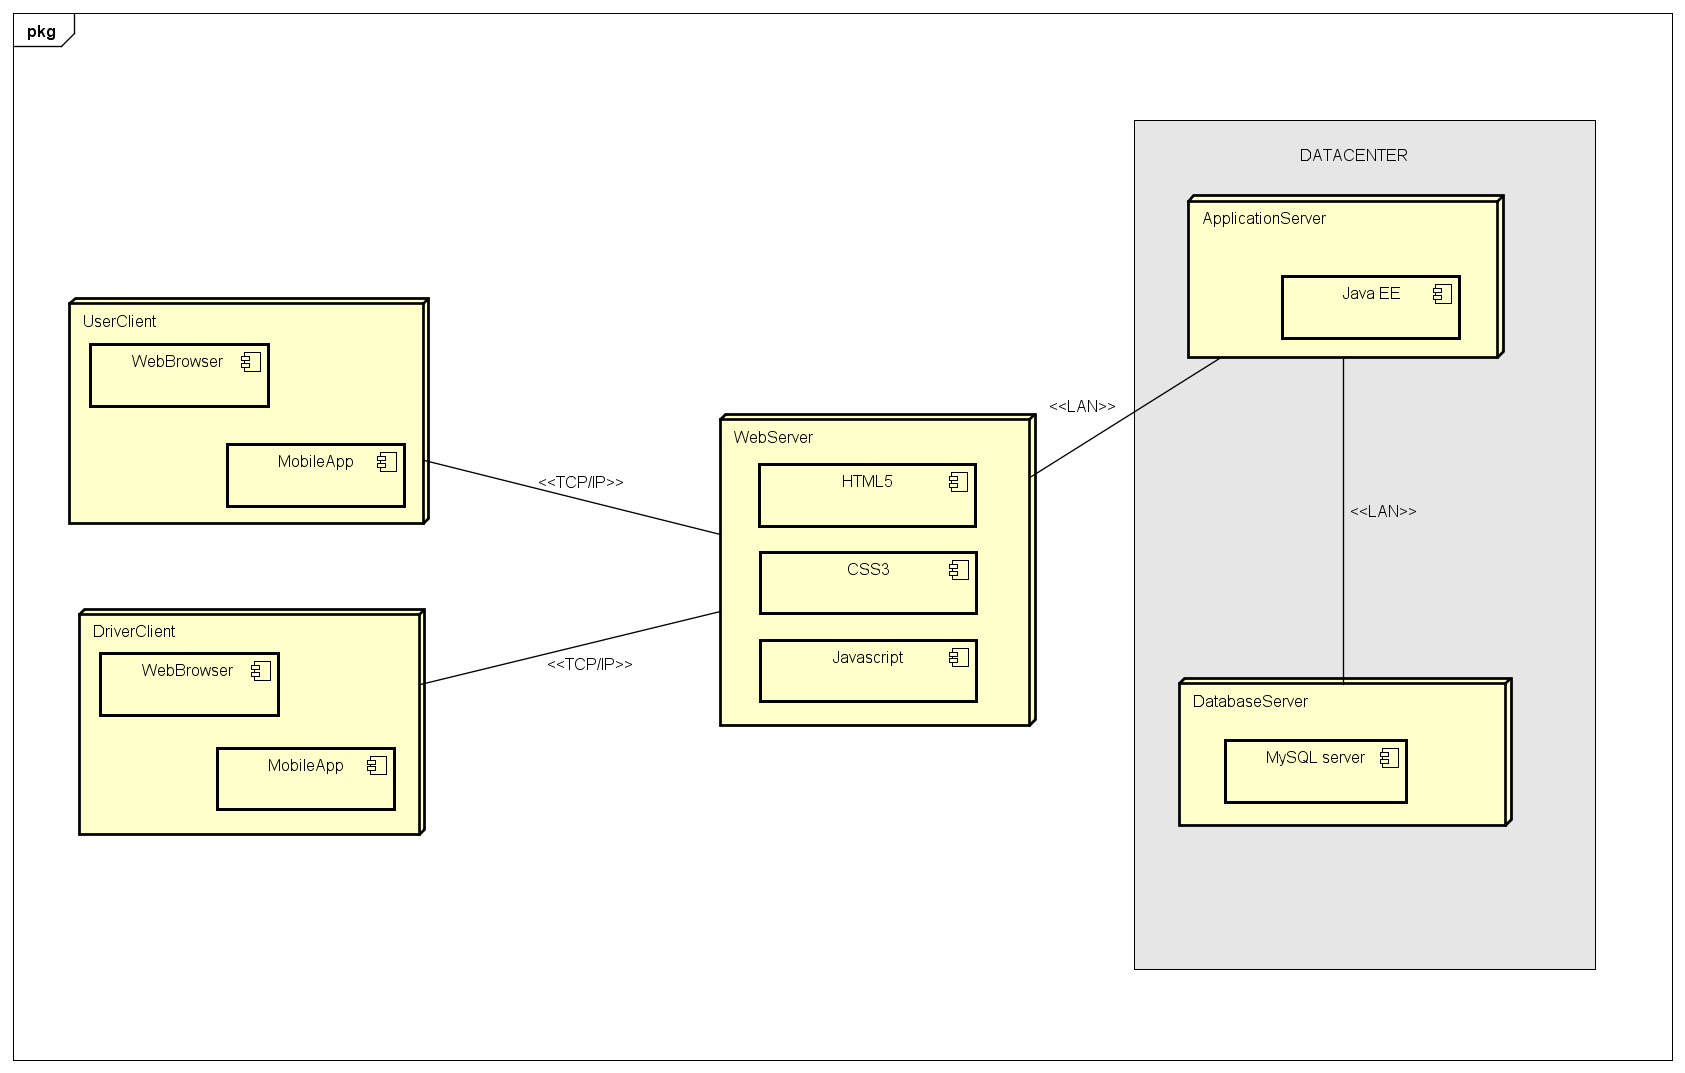 pkg
DATACENTER
ApplicationServer
Java EE
UserClient
WebBrowser
MobileApp
<<TCP/IP>>
<<LAN>>
WebServer
HTML5
CSS3
Javascript
<<LAN>>
DriverClient
WebBrowser
MobileApp
<<TCP/IP>>
DatabaseServer
MySQL server